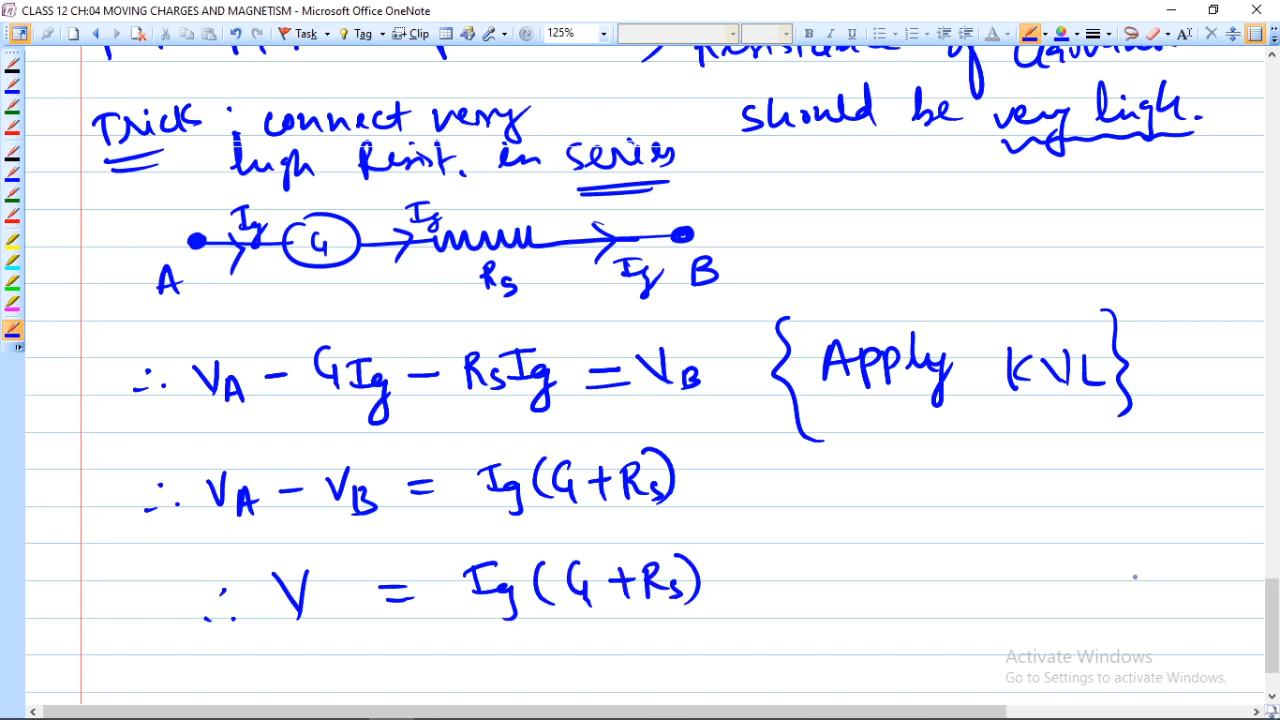 CLASS 12 CH:04 MOVING CHARGES AND MAGNETISM - Microsoft Office OneNote
Task Tag Clip 125% B I U
Resistance of
Trick : connect very should be very high.
high Resist. in series
Ig Ig
G
A Rs Ig B
∴ VA - GIg - RsIg = VB { Apply KVL }
∴ VA - VB = Ig(G+Rs)
∴ V = Ig(G+Rs)
Activate Windows
Go to Settings to activate Windows.